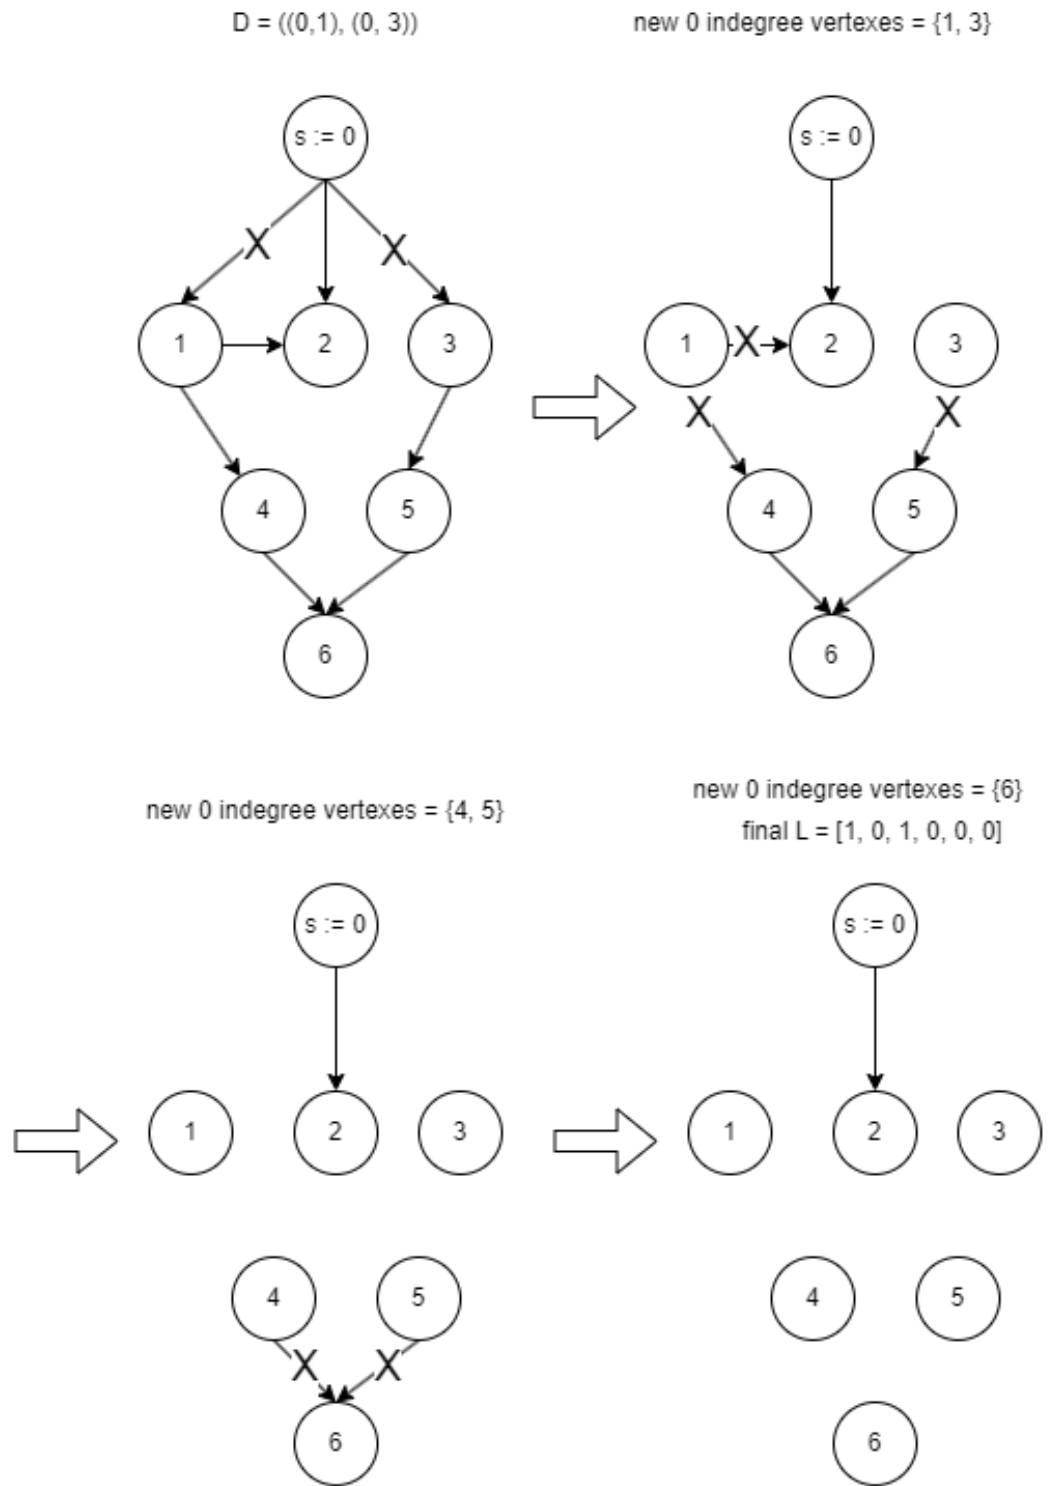 D = ((0,1), (0, 3))
new 0 indegree vertexes = {1, 3}
s := 0
X
X
1
2
3
4
5
6
s := 0
1
X
2
3
X
X
4
5
6
new 0 indegree vertexes = {4, 5}
s := 0
1
2
3
4
5
X
X
6
new 0 indegree vertexes = {6}
final L = [1, 0, 1, 0, 0, 0]
s := 0
1
2
3
4
5
6